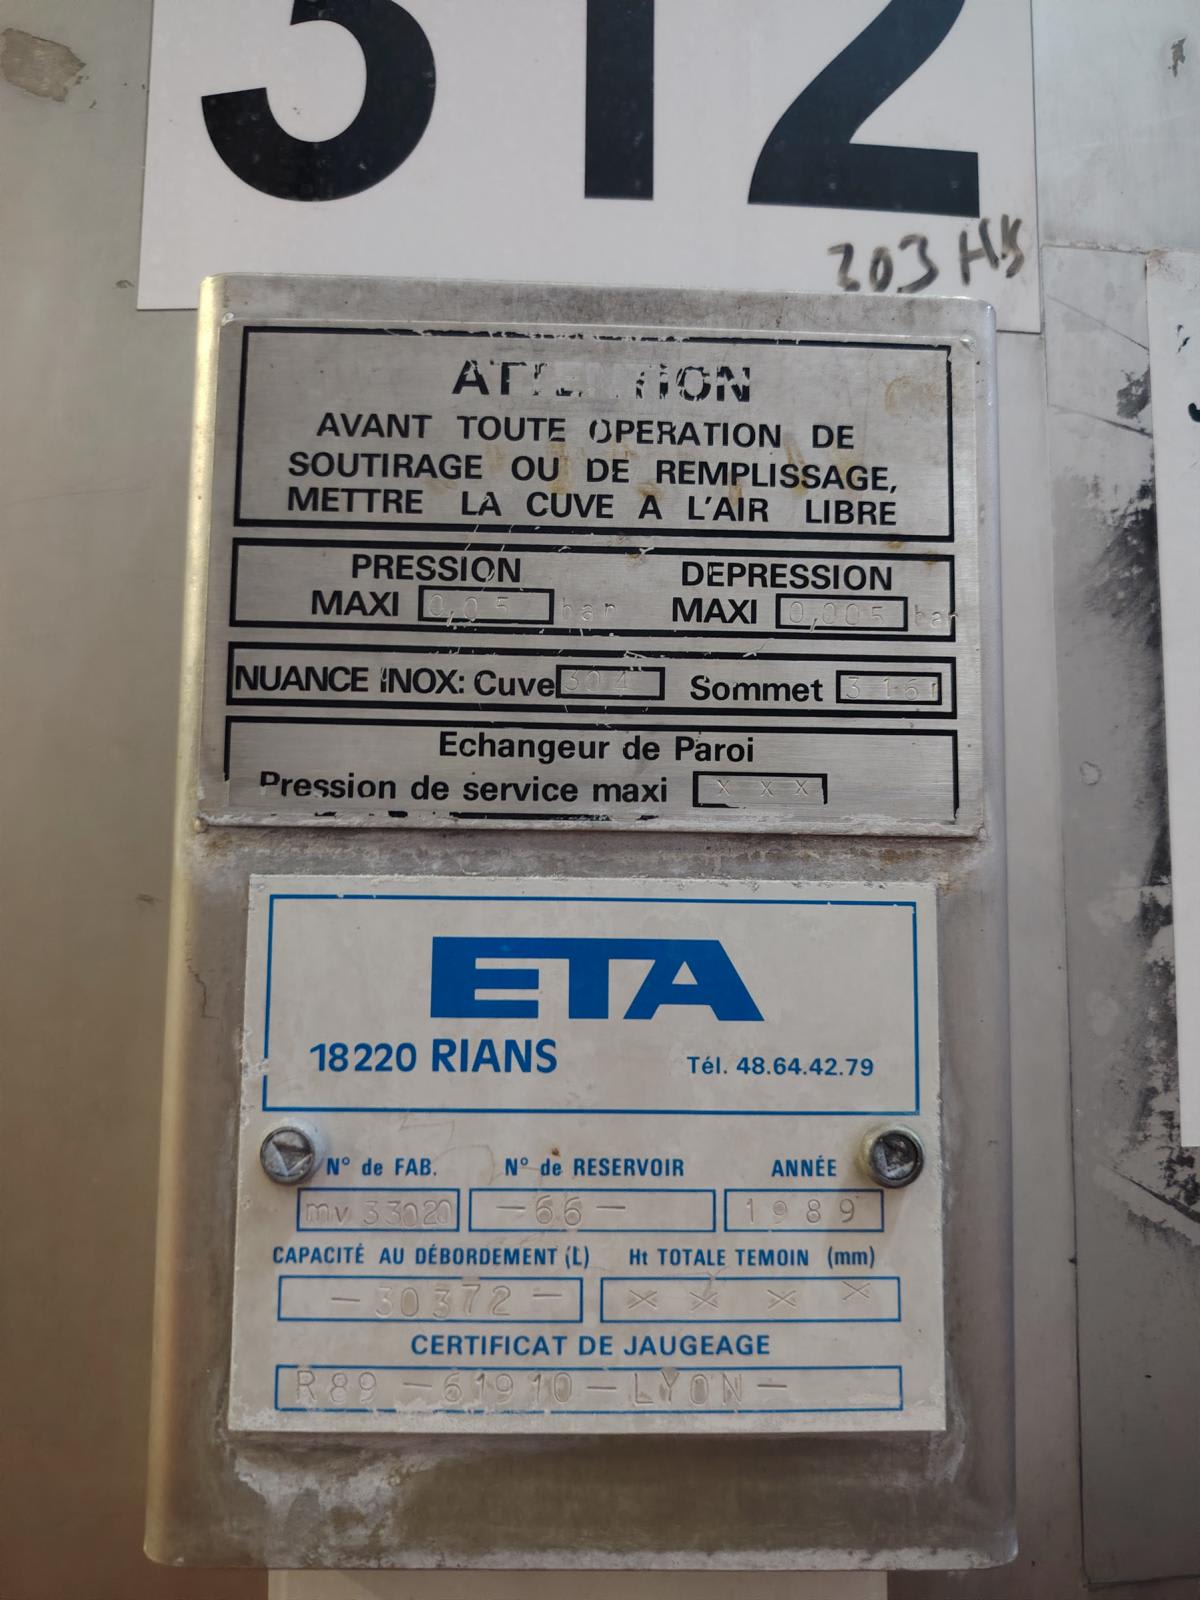 312
203 Hl
ATTENTION
AVANT TOUTE OPERATION DE
SOUTIRAGE OU DE REMPLISSAGE,
METTRE LA CUVE A L'AIR LIBRE
PRESSION DEPRESSION
MAXI 0,05 bar MAXI 0,005 bar
NUANCE INOX: Cuve 304 Sommet 316
Echangeur de Paroi
Pression de service maxi x x x
ETA
18220 RIANS Tél. 48.64.42.79
N° de FAB. N° de RESERVOIR ANNÉE
mv 33020 -66- 1989
CAPACITÉ AU DÉBORDEMENT (L) Ht TOTALE TEMOIN (mm)
-30372- x x x x
CERTIFICAT DE JAUGEAGE
R89 -61910-LYON-